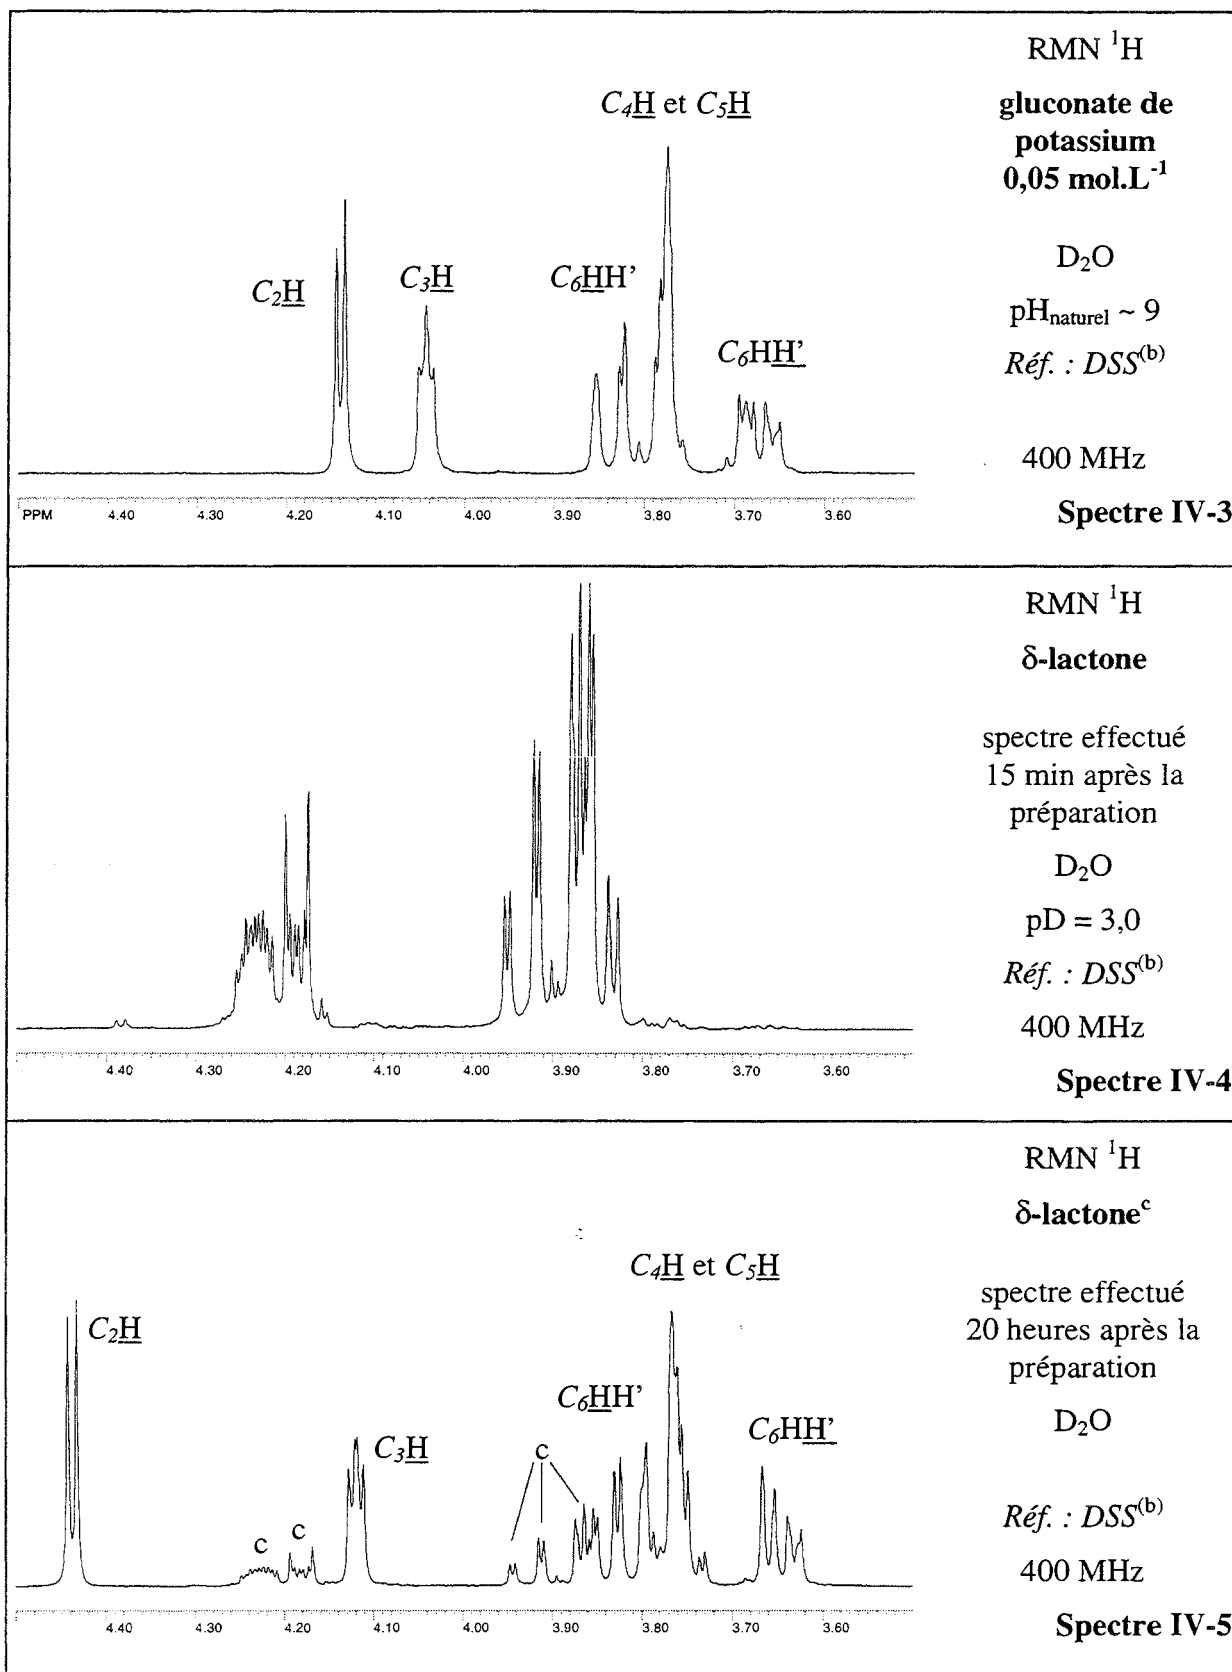 RMN ¹H
gluconate de
potassium
0,05 mol.L⁻¹
D₂O
pH_naturel ~ 9
Réf. : DSS⁽ᵇ⁾
400 MHz
Spectre IV-3
C₂H
C₃H
C₆HH'
C₄H et C₅H
C₆HH'
PPM 4.40 4.30 4.20 4.10 4.00 3.90 3.80 3.70 3.60
RMN ¹H
δ-lactone
spectre effectué
15 min après la
préparation
D₂O
pD = 3,0
Réf. : DSS⁽ᵇ⁾
400 MHz
Spectre IV-4
4.40 4.30 4.20 4.10 4.00 3.90 3.80 3.70 3.60
RMN ¹H
δ-lactoneᶜ
spectre effectué
20 heures après la
préparation
D₂O
Réf. : DSS⁽ᵇ⁾
400 MHz
Spectre IV-5
C₂H
c
c
C₃H
c
C₆HH'
C₄H et C₅H
C₆HH'
4.40 4.30 4.20 4.10 4.00 3.90 3.80 3.70 3.60